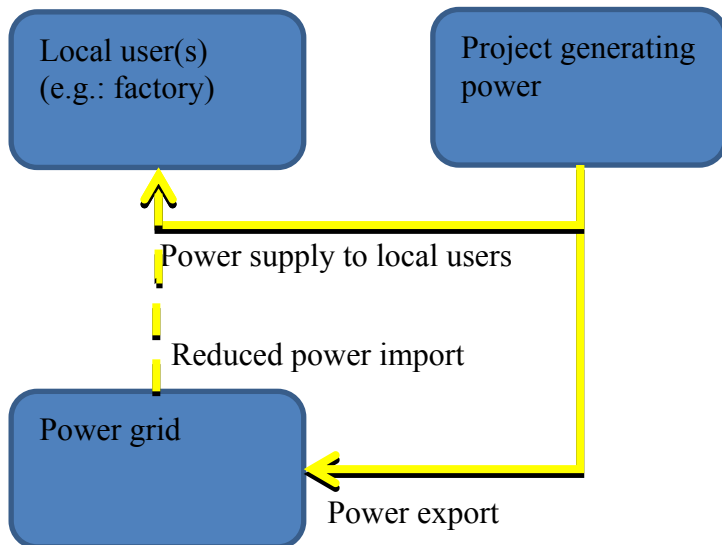 Local user(s)
(e.g.: factory)
Project generating
power
Power supply to local users
Reduced power import
Power grid
Power export